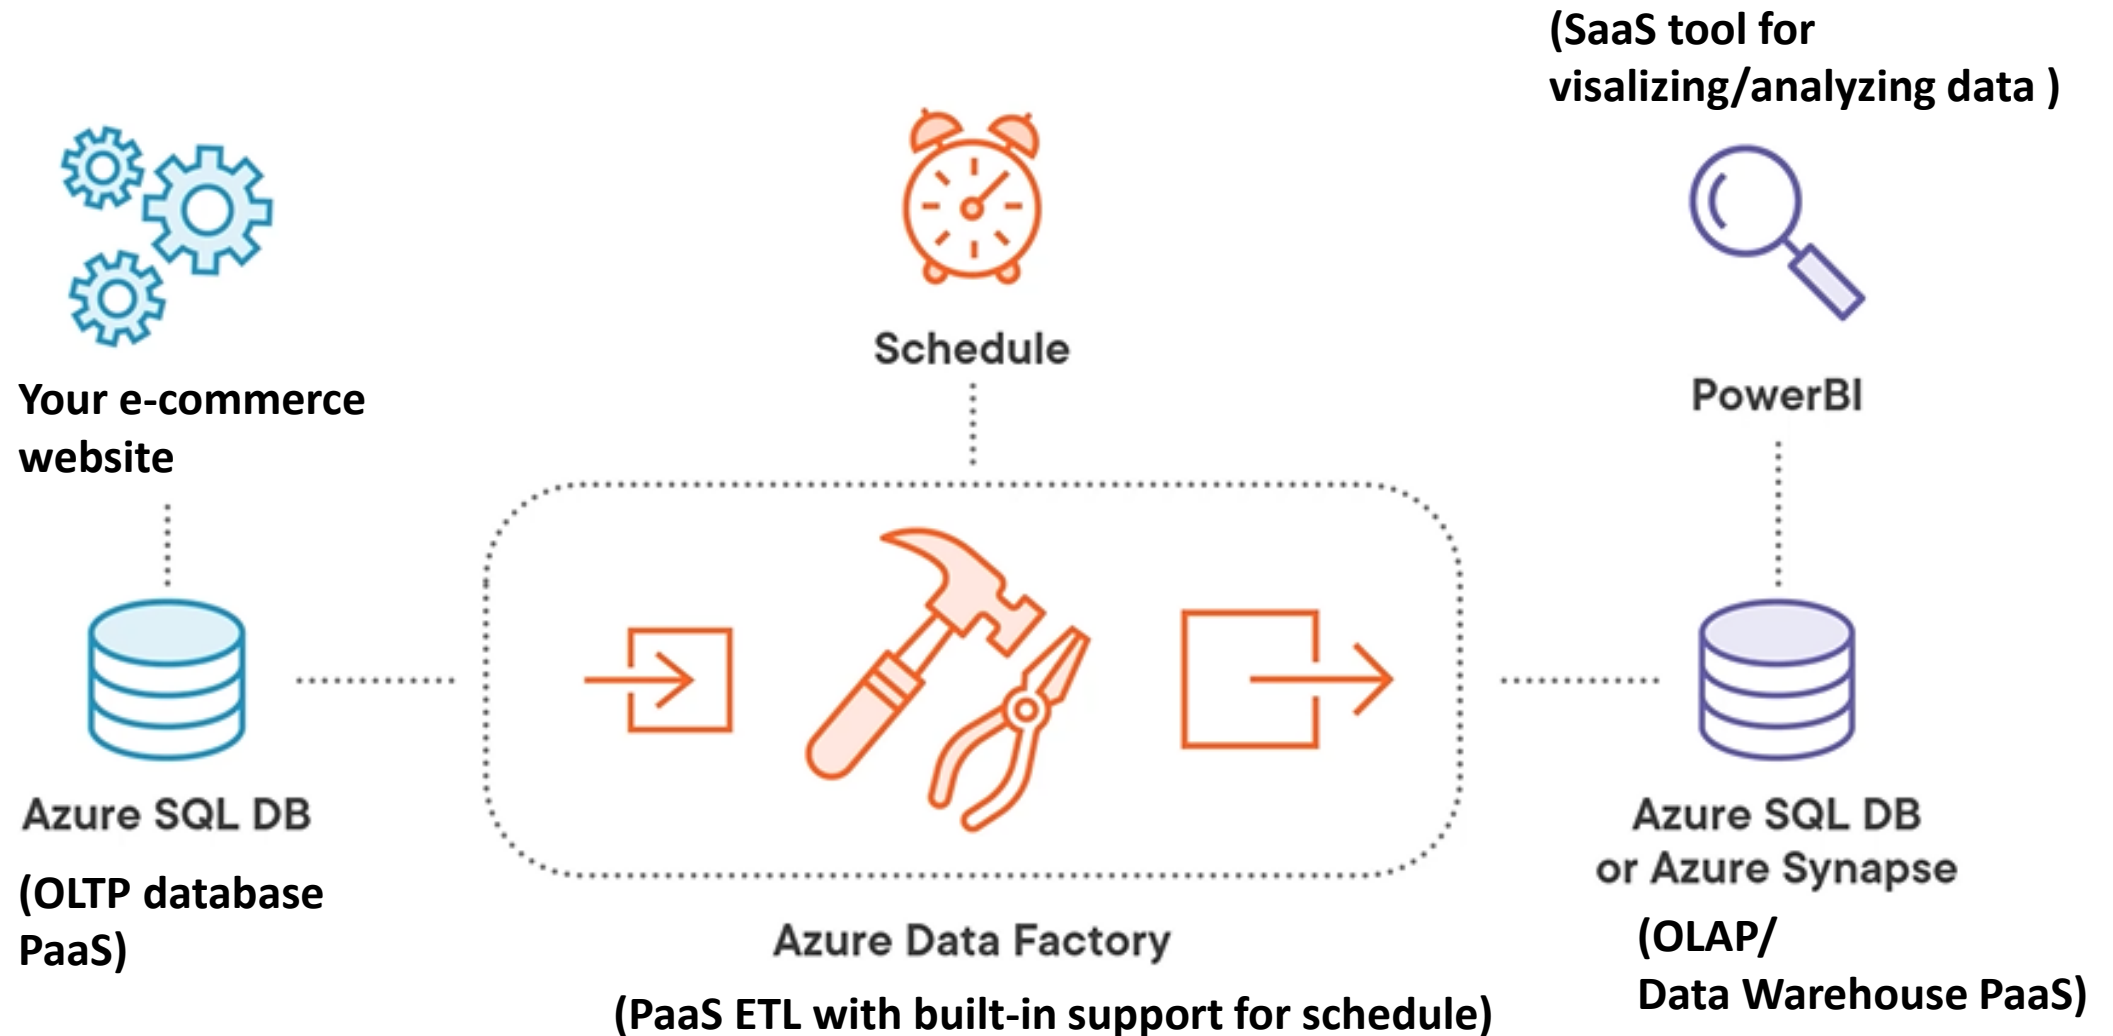 (SaaS tool for
visalizing/analyzing data )
Schedule
Your e-commerce
website
PowerBI
Azure SQL DB
(OLTP database
PaaS)
Azure Data Factory
(PaaS ETL with built-in support for schedule)
Azure SQL DB
or Azure Synapse
(OLAP/
Data Warehouse PaaS)